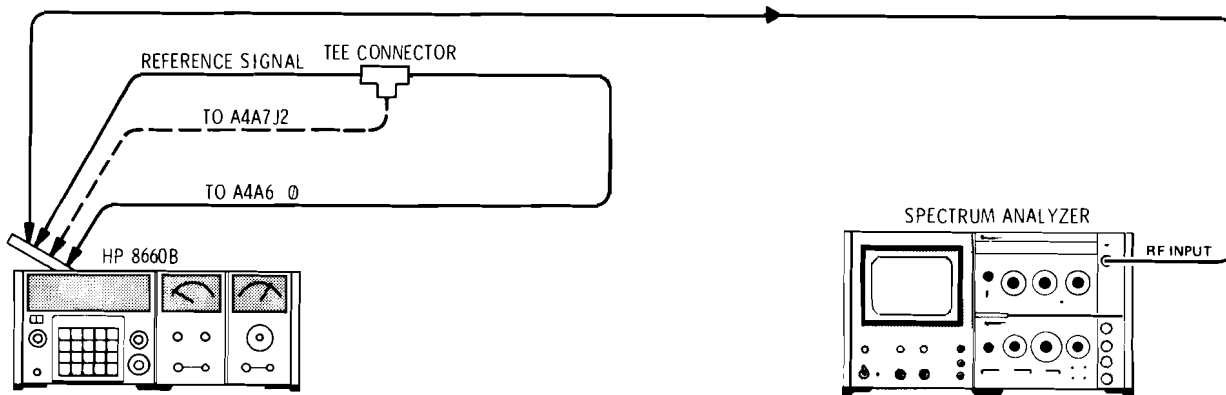 REFERENCE SIGNAL
TEE CONNECTOR
TO A4A7J2
TO A4A6 Ø
HP 8660B
SPECTRUM ANALYZER
RF INPUT